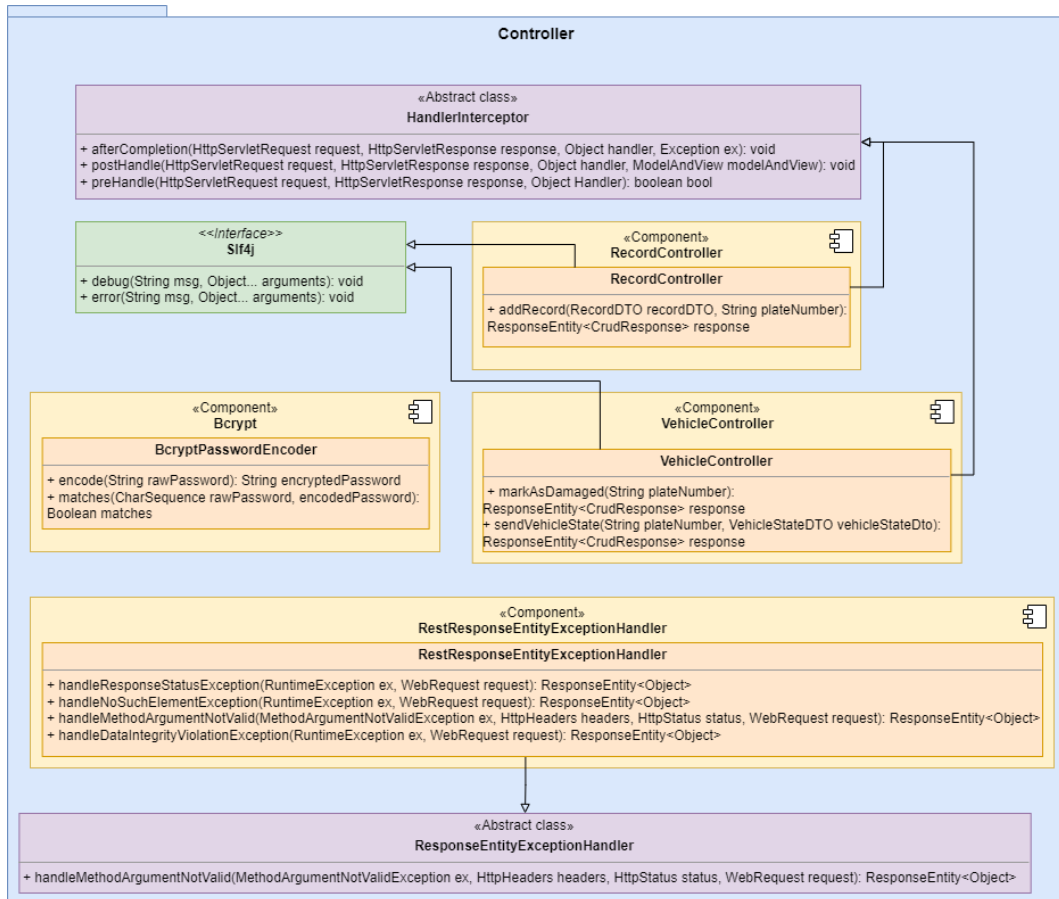 Controller
«Abstract class»
HandlerInterceptor
+ afterCompletion(HttpServletRequest request, HttpServletResponse response, Object handler, Exception ex): void
+ postHandle(HttpServletRequest request, HttpServletResponse response, Object handler, ModelAndView modelAndView): void
+ preHandle(HttpServletRequest request, HttpServletResponse response, Object Handler): boolean bool
<<Interface>>
Slf4j
+ debug(String msg, Object... arguments): void
+ error(String msg, Object... arguments): void
«Component»
RecordController
RecordController
+ addRecord(RecordDTO recordDTO, String plateNumber):
ResponseEntity<CrudResponse> response
«Component»
Bcrypt
BcryptPasswordEncoder
+ encode(String rawPassword): String encryptedPassword
+ matches(CharSequence rawPassword, encodedPassword):
Boolean matches
«Component»
VehicleController
VehicleController
+ markAsDamaged(String plateNumber):
ResponseEntity<CrudResponse> response
+ sendVehicleState(String plateNumber, VehicleStateDTO vehicleStateDto):
ResponseEntity<CrudResponse> response
«Component»
RestResponseEntityExceptionHandler
RestResponseEntityExceptionHandler
+ handleResponseStatusException(RuntimeException ex, WebRequest request): ResponseEntity<Object>
+ handleNoSuchElementException(RuntimeException ex, WebRequest request): ResponseEntity<Object>
+ handleMethodArgumentNotValid(MethodArgumentNotValidException ex, HttpHeaders headers, HttpStatus status, WebRequest request): ResponseEntity<Object>
+ handleDataIntegrityViolationException(RuntimeException ex, WebRequest request): ResponseEntity<Object>
«Abstract class»
ResponseEntityExceptionHandler
+ handleMethodArgumentNotValid(MethodArgumentNotValidException ex, HttpHeaders headers, HttpStatus status, WebRequest request): ResponseEntity<Object>